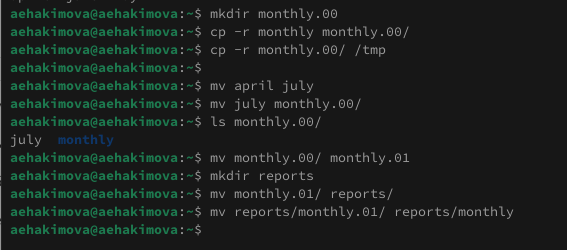 aehakimova@aehakimova:~$ mkdir monthly.00
aehakimova@aehakimova:~$ cp -r monthly monthly.00/
aehakimova@aehakimova:~$ cp -r monthly.00/ /tmp
aehakimova@aehakimova:~$
aehakimova@aehakimova:~$ mv april july
aehakimova@aehakimova:~$ mv july monthly.00/
aehakimova@aehakimova:~$ ls monthly.00/
july  monthly
aehakimova@aehakimova:~$ mv monthly.00/ monthly.01
aehakimova@aehakimova:~$ mkdir reports
aehakimova@aehakimova:~$ mv monthly.01/ reports/
aehakimova@aehakimova:~$ mv reports/monthly.01/ reports/monthly
aehakimova@aehakimova:~$